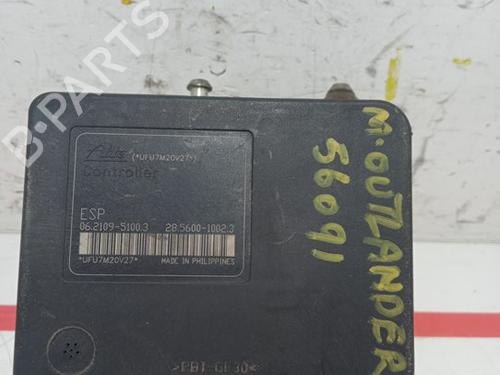 Ate (*UFU7M20V27*)
Controller
ESP
06.2109-5100.3 28.5600-1002.3
*UFU7M20V27* MADE IN PHILIPPINES
M.OUTLANDER
56091
>PBT-GF30<
B-Parts